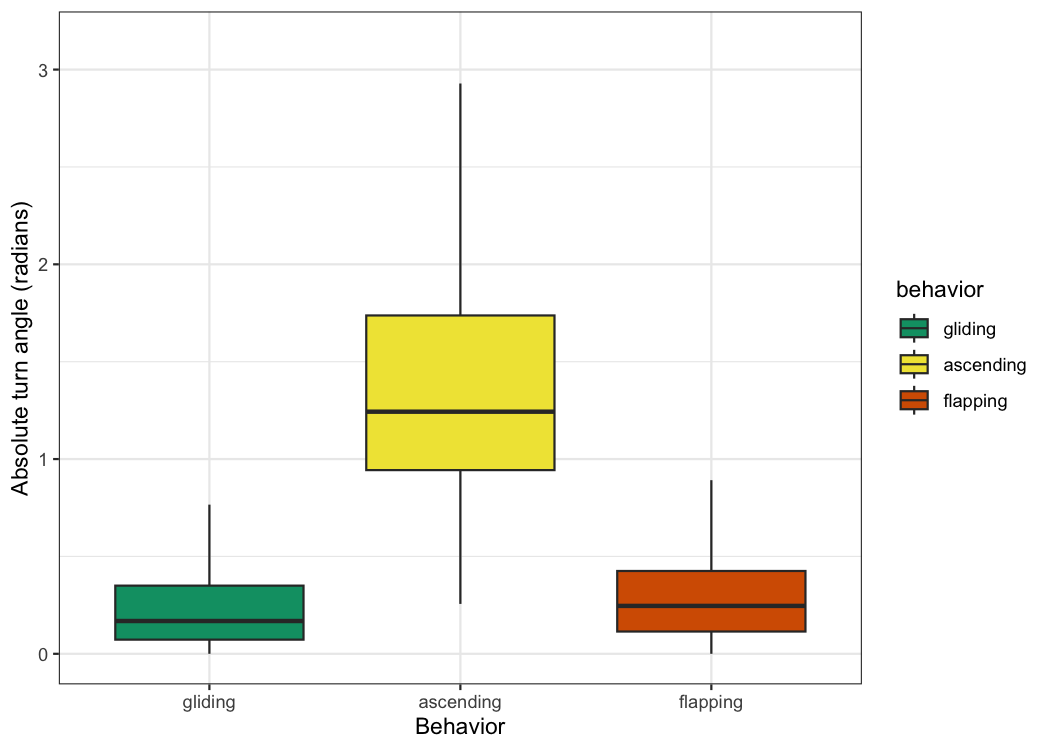 Absolute turn angle (radians)
3
2
1
0
gliding
ascending
flapping
Behavior
behavior
gliding
ascending
flapping